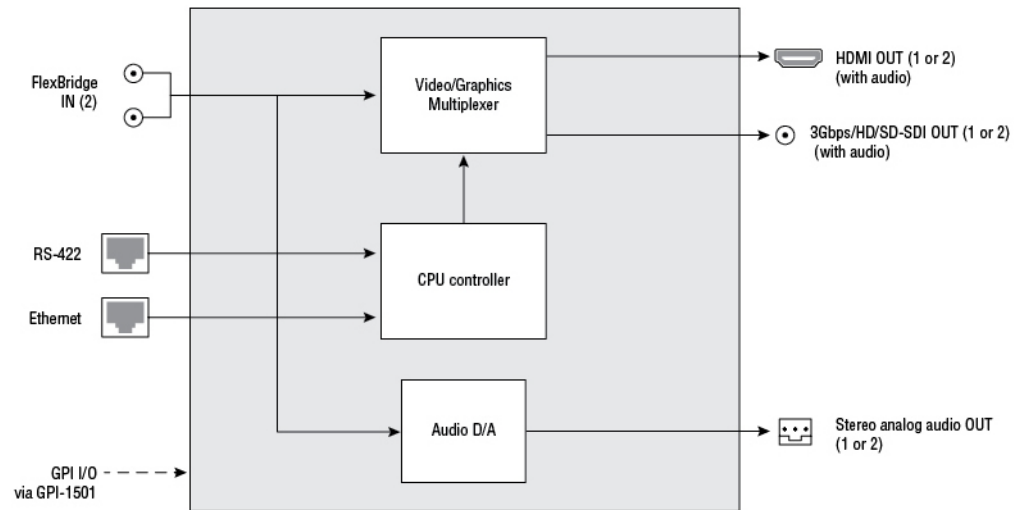 FlexBridge
IN (2)
Video/Graphics
Multiplexer
HDMI OUT (1 or 2)
(with audio)
3Gbps/HD/SD-SDI OUT (1 or 2)
(with audio)
RS-422
CPU controller
Ethernet
Audio D/A
Stereo analog audio OUT
(1 or 2)
GPI I/O
via GPI-1501